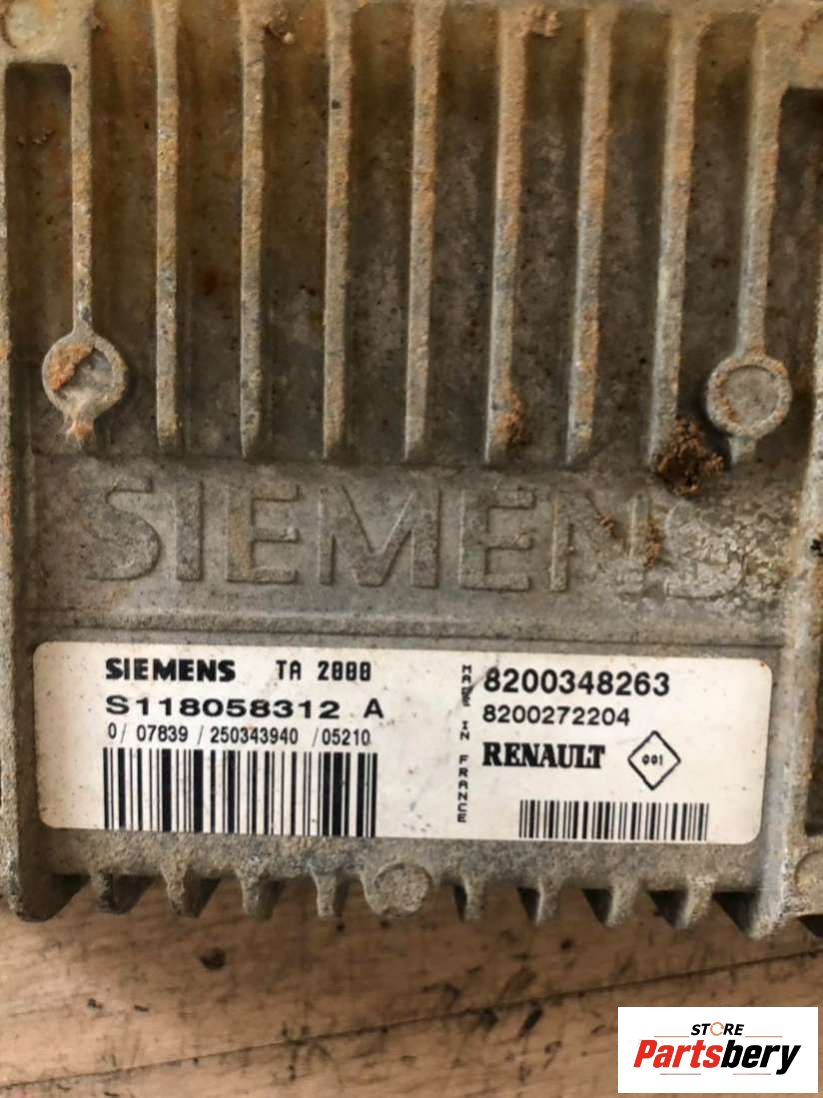 SIEMENS
SIEMENS TA 2000
S118058312 A
0/ 07839 / 250343940 / 05210
MADE IN FRANCE
8200348263
8200272204
RENAULT 001
STORE
Partsbery